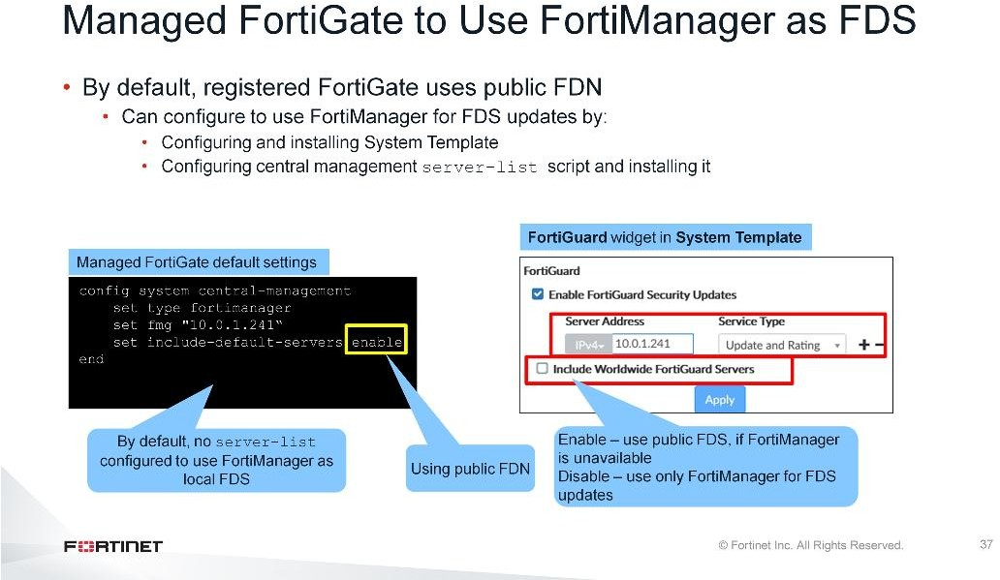 Managed FortiGate to Use FortiManager as FDS
• By default, registered FortiGate uses public FDN
• Can configure to use FortiManager for FDS updates by:
• Configuring and installing System Template
• Configuring central management server-list script and installing it
FortiGuard widget in System Template
Managed FortiGate default settings
config system central-management
set type fortimanager
set fmg "10.0.1.241“
set include-default-servers enable
end
FortiGuard
Enable FortiGuard Security Updates
Server Address Service Type
IPv4 10.0.1.241 Update and Rating + −
Include Worldwide FortiGuard Servers
Apply
By default, no server-list
configured to use FortiManager as
local FDS
Using public FDN
Enable – use public FDS, if FortiManager
is unavailable
Disable – use only FortiManager for FDS
updates
FORTINET
© Fortinet Inc. All Rights Reserved.
37